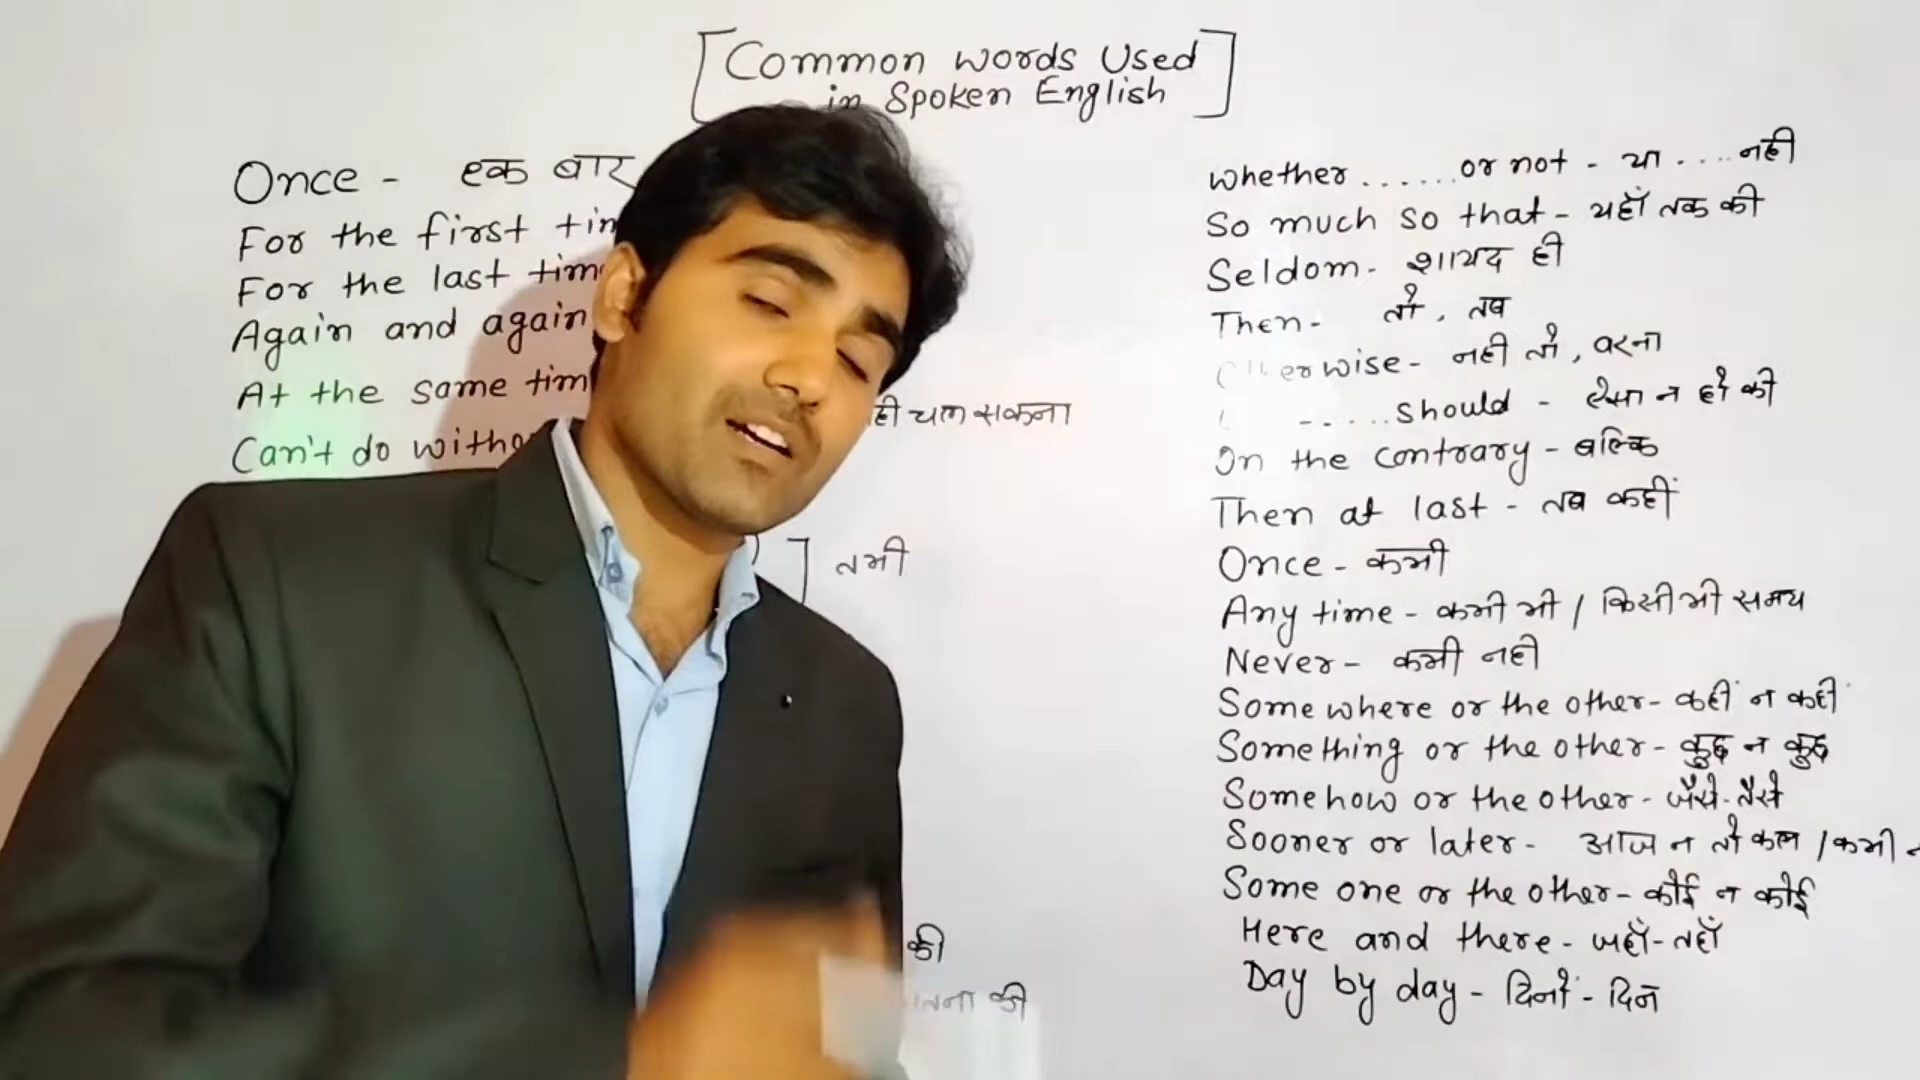 [Common words Used
in Spoken English]
Once - एक बार
For the first
For the last
Again and again
At the same
Can't do
ही चल सकना
] तभी
की
की
Whether ...... or not - या .... नही
So much so that - यहाँ तक की
Seldom - शायद ही
Then - तो, तब
नही तो, वरना
..... should - ऐसा न हो की
On the contrary - बल्कि
Then at last - तब कहीं
Once - कभी
Any time - कभी भी / किसी भी समय
Never - कभी नही
Some where or the other - कहीं न कहीं
Something or the other - कुछ न कुछ
Some how or the other - जैसे-तैसे
Sooner or later - आज न तो कल / कभी
Some one or the other - कोई न कोई
Here and there - जहाँ-तहाँ
Day by day - दिनों-दिन